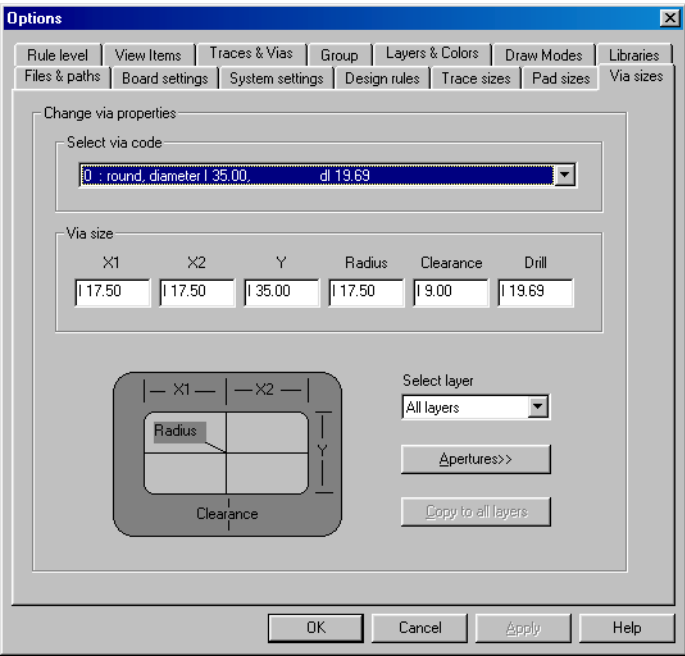 Options
Rule level View Items Traces & Vias Group Layers & Colors Draw Modes Libraries
Files & paths Board settings System settings Design rules Trace sizes Pad sizes Via sizes
Change via properties
Select via code
0 : round, diameter I 35.00, dI 19.69
Via size
X1 X2 Y Radius Clearance Drill
I 17.50 I 17.50 I 35.00 I 17.50 I 9.00 I 19.69
X1 X2
Radius
Y
Clearance
Select layer
All layers
Apertures>>
Copy to all layers
OK Cancel Apply Help